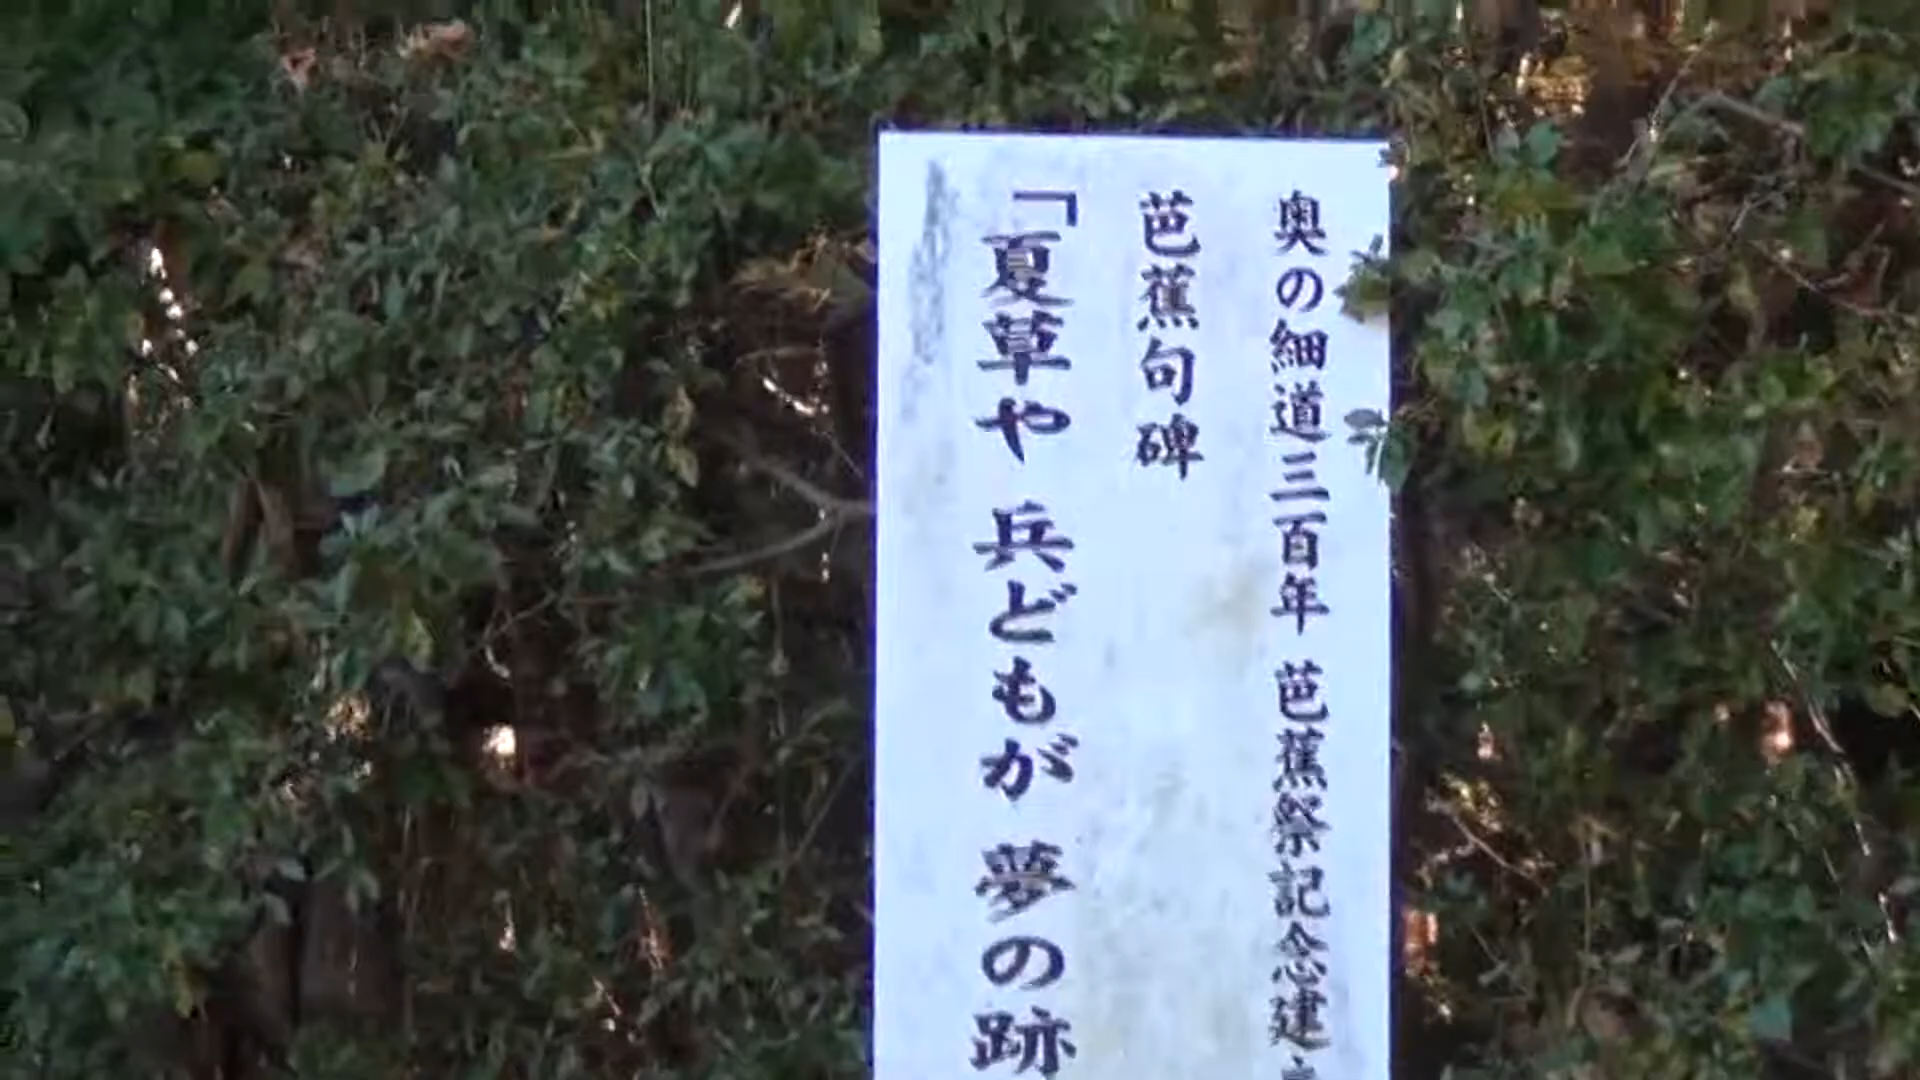 奥の細道三百年 芭蕉祭記念建
芭蕉句碑
「夏草や 兵どもが 夢の跡